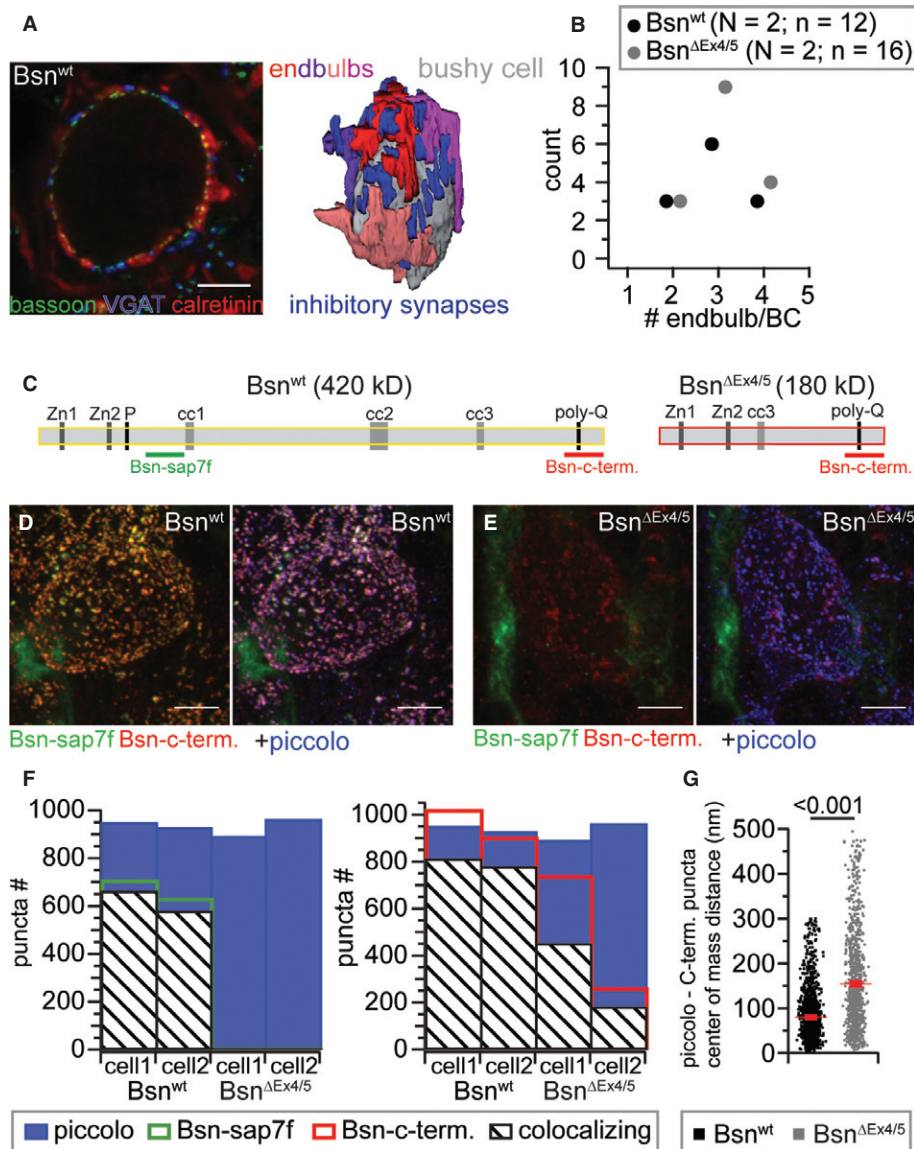 A
Bsn^wt
bassoon VGAT calretinin
endbulbs bushy cell
inhibitory synapses
B
Bsn^wt (N = 2; n = 12)
Bsn^ΔEx4/5 (N = 2; n = 16)
count
10
8
6
4
2
0
1 2 3 4 5
# endbulb/BC
C
Bsn^wt (420 kD)
Zn1 Zn2 P cc1 cc2 cc3 poly-Q
Bsn-sap7f Bsn-c-term.
Bsn^ΔEx4/5 (180 kD)
Zn1 Zn2 cc3 poly-Q
Bsn-c-term.
D
Bsn^wt
Bsn^wt
Bsn-sap7f Bsn-c-term. +piccolo
E
Bsn^ΔEx4/5
Bsn^ΔEx4/5
Bsn-sap7f Bsn-c-term. +piccolo
F
puncta #
1000
800
600
400
200
0
cell1 cell2 cell1 cell2
Bsn^wt Bsn^ΔEx4/5
puncta #
1000
800
600
400
200
0
cell1 cell2 cell1 cell2
Bsn^wt Bsn^ΔEx4/5
piccolo Bsn-sap7f Bsn-c-term. colocalizing
G
<0.001
piccolo - C-term. puncta
center of mass distance (nm)
500
400
300
200
100
0
Bsn^wt Bsn^ΔEx4/5